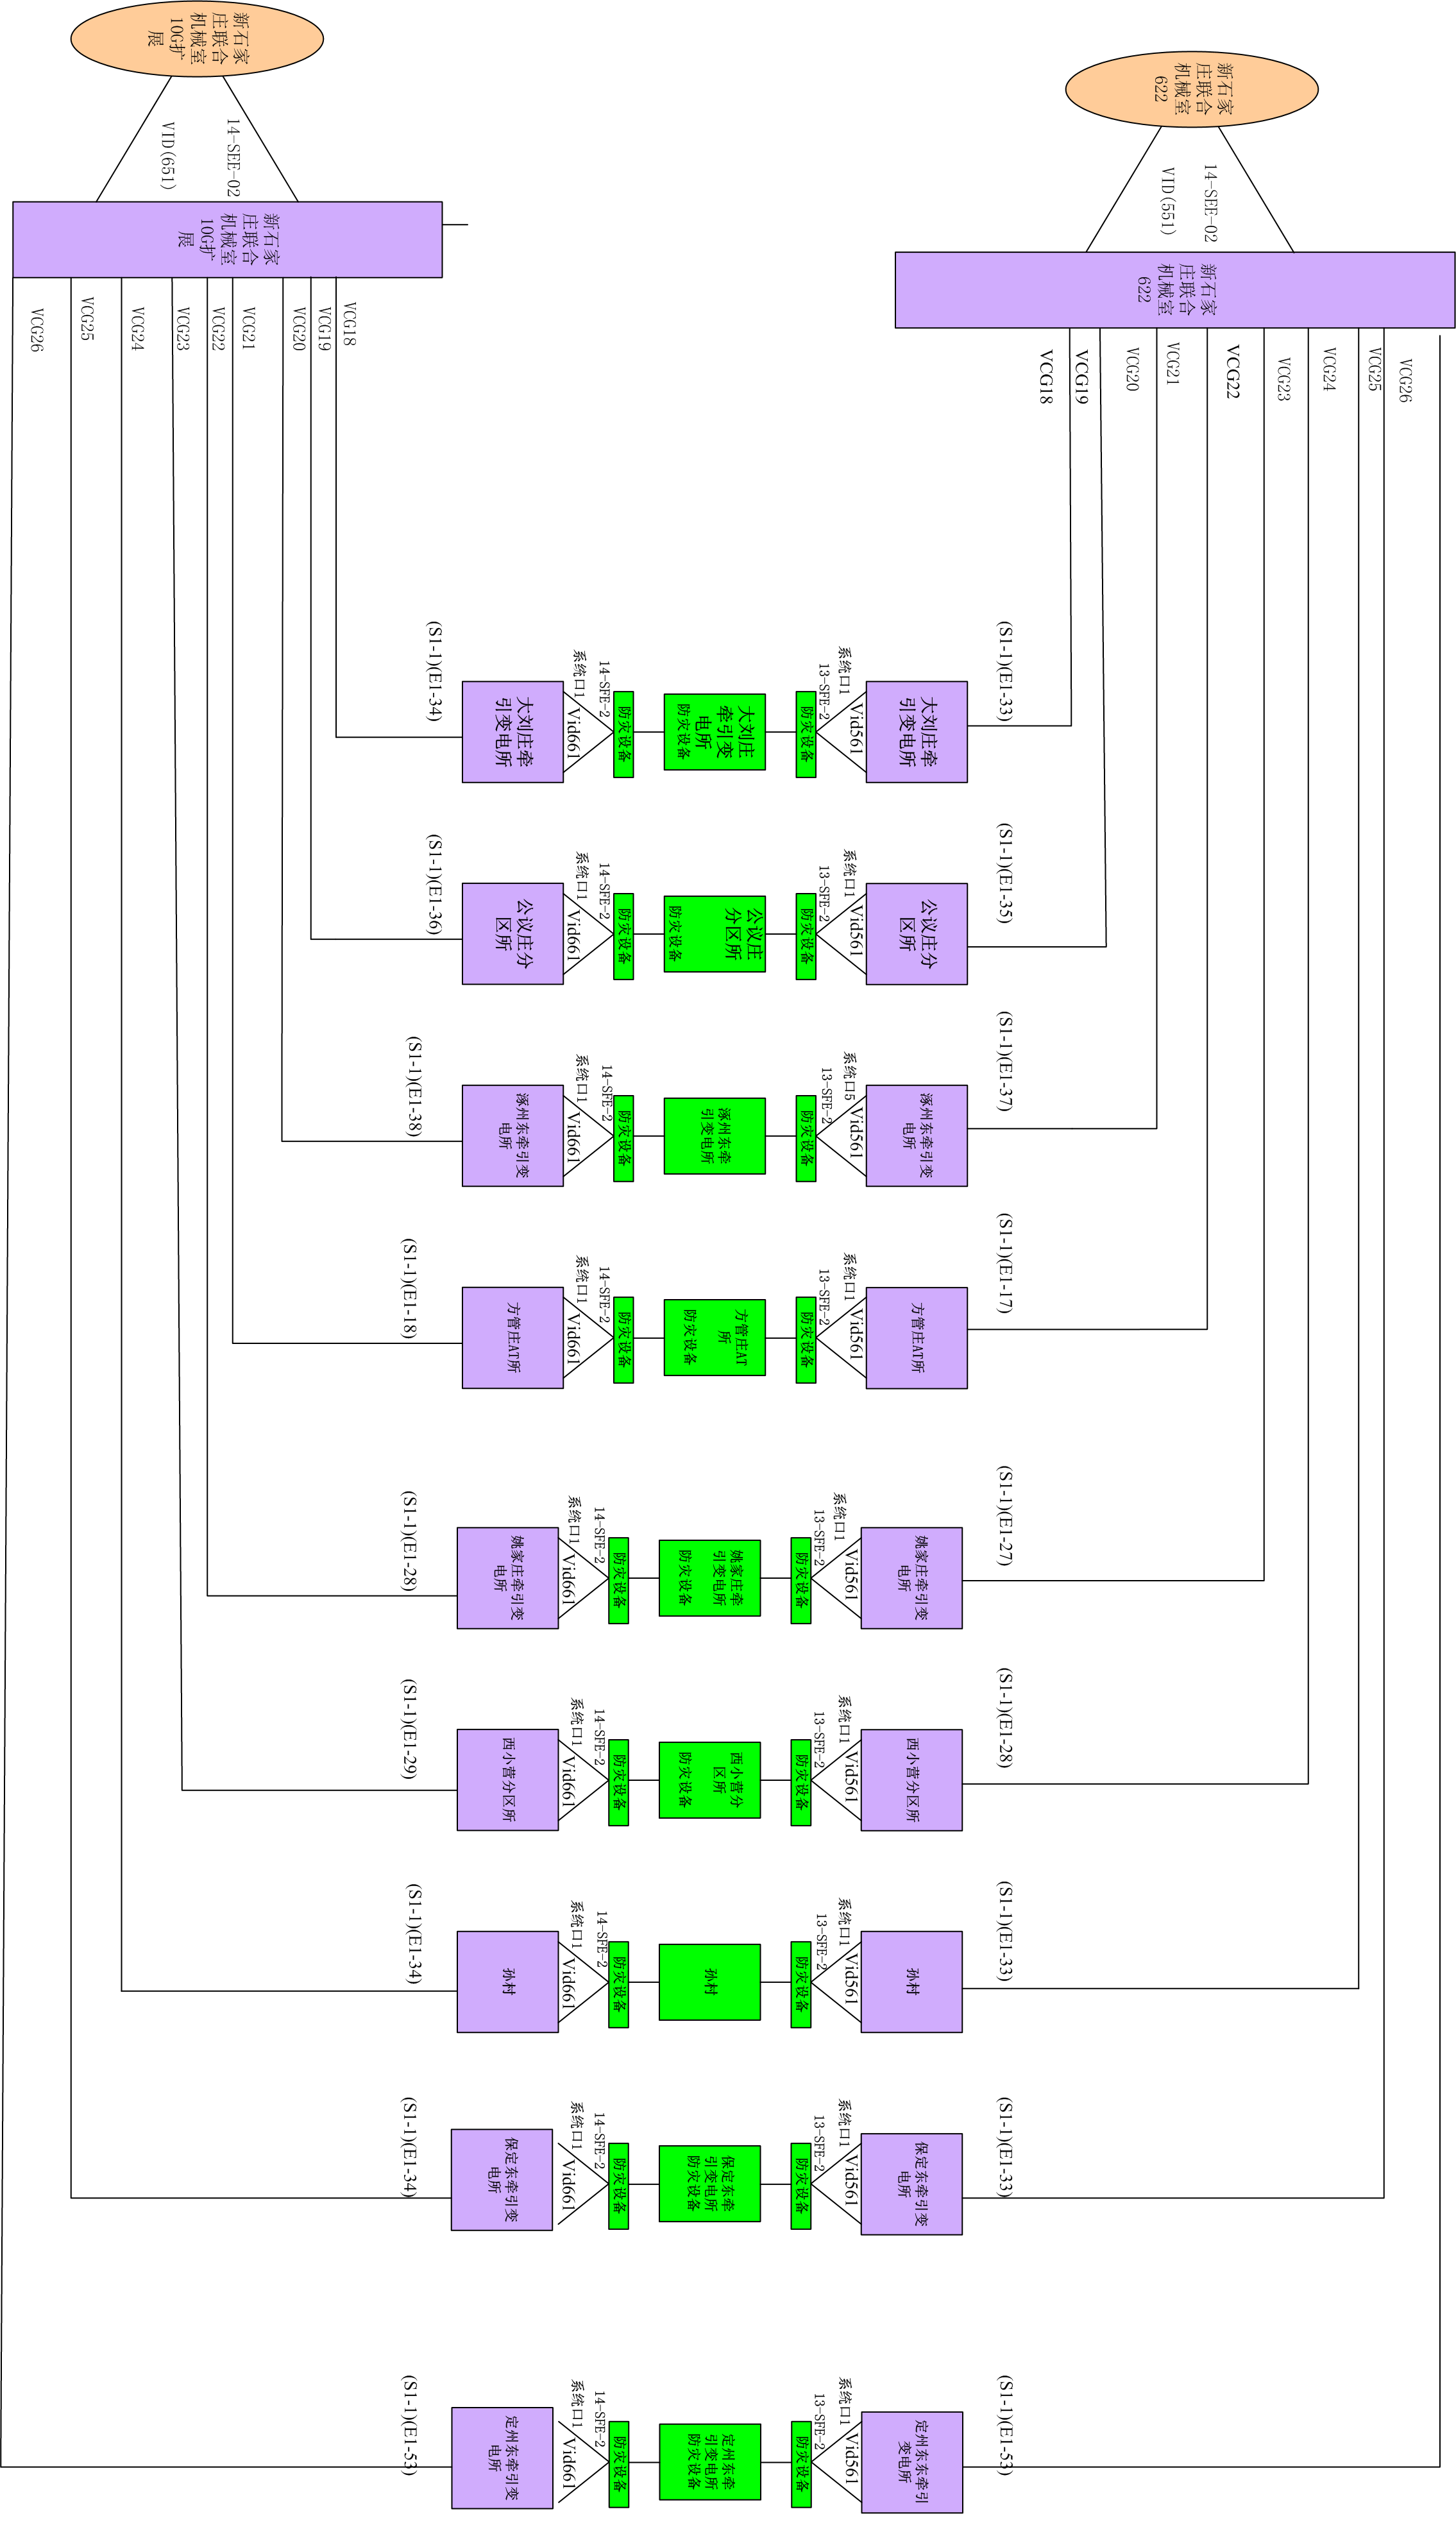 新石家
庄联合
机械室
622
14-SEE-02
VID(551)
新石家
庄联合
机械室
622
VCG26
VCG25
VCG24
VCG23
VCG22
VCG21
VCG20
VCG19
VCG18
(S1-1)(E1-33)
(S1-1)(E1-35)
(S1-1)(E1-37)
(S1-1)(E1-17)
(S1-1)(E1-27)
(S1-1)(E1-28)
(S1-1)(E1-33)
(S1-1)(E1-33)
(S1-1)(E1-53)
大刘庄牵
引变电所
公议庄分
区所
涿州东牵引变
电所
方管庄AT所
姚家庄牵引变
电所
西小营分区所
孙村
保定东牵引变
电所
定州东东牵引
变电所
系统口1
Vid561
13-SFE-2
系统口1
Vid561
13-SFE-2
系统口5
Vid561
13-SFE-2
系统口1
Vid561
13-SFE-2
系统口1
Vid561
13-SFE-2
系统口1
Vid561
13-SFE-2
系统口1
Vid561
13-SFE-2
系统口1
Vid561
13-SFE-2
系统口1
Vid561
13-SFE-2
防灾设备
防灾设备
防灾设备
防灾设备
防灾设备
防灾设备
防灾设备
防灾设备
防灾设备
大刘庄
牵引变
电所
防灾设备
公议庄
分区所
防灾设备
涿州东牵
引变电所
方管庄AT
所
防灾设备
姚家庄牵
引变电所
防灾设备
西小营分
区所
防灾设备
孙村
保定东牵
引变电所
防灾设备
定州东牵
引变电所
防灾设备
防灾设备
防灾设备
防灾设备
防灾设备
防灾设备
防灾设备
防灾设备
防灾设备
防灾设备
14-SFE-2
系统口1
Vid661
14-SFE-2
系统口1
Vid661
14-SFE-2
系统口1
Vid661
14-SFE-2
系统口1
Vid661
14-SFE-2
系统口1
Vid661
14-SFE-2
系统口1
Vid661
14-SFE-2
系统口1
Vid661
14-SFE-2
系统口1
Vid661
14-SFE-2
系统口1
Vid661
大刘庄牵
引变电所
公议庄分
区所
涿州东牵引变
电所
方管庄AT所
姚家庄牵引变
电所
西小营分区所
孙村
保定东牵引变
电所
定州东牵引变
电所
(S1-1)(E1-34)
(S1-1)(E1-36)
(S1-1)(E1-38)
(S1-1)(E1-18)
(S1-1)(E1-28)
(S1-1)(E1-29)
(S1-1)(E1-34)
(S1-1)(E1-34)
(S1-1)(E1-53)
VCG18
VCG19
VCG20
VCG21
VCG22
VCG23
VCG24
VCG25
VCG26
新石家
庄联合
机械室
10G扩
展
14-SEE-02
VID(651)
新石家
庄联合
机械室
10G扩
展